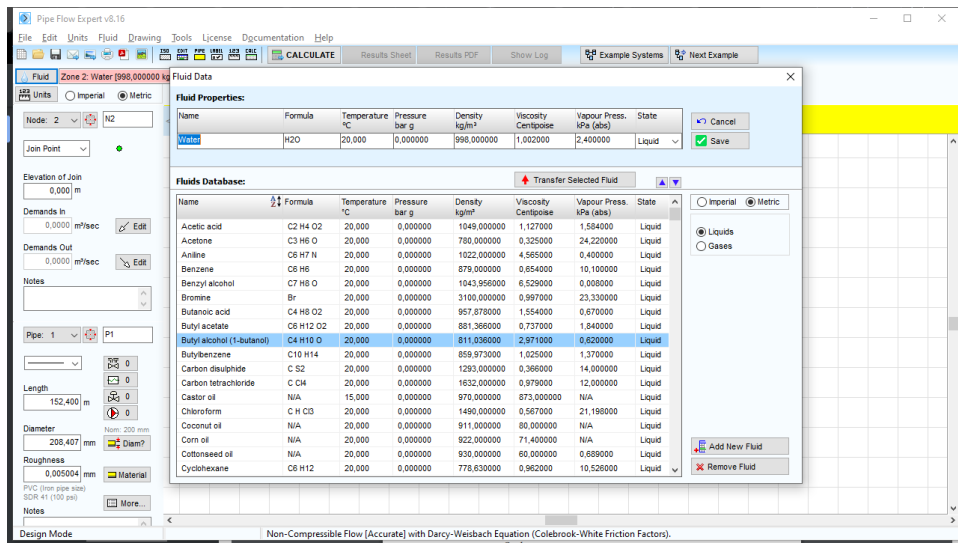 Pipe Flow Expert v8.16
File Edit Units Fluid Drawing Tools License Documentation Help
ISO EDIT PIPE LABEL 123 CALC CALCULATE Results Sheet Results PDF Show Log Example Systems Next Example
Fluid Zone 2: Water [998,000000 kg
Fluid Data
123 Units Imperial Metric
Fluid Properties:
Name Formula Temperature °C Pressure bar g Density kg/m³ Viscosity Centipoise Vapour Press. kPa (abs) State
Water H2O 20,000 0,000000 998,000000 1,002000 2,400000 Liquid
Cancel
Save
Node: 2 N2
Join Point
Elevation of Join
0,000 m
Demands In
0,0000 m³/sec Edit
Demands Out
0,0000 m³/sec Edit
Notes
Pipe: 1 P1
0
0
0
0
Length
152,400 m
Diameter Nom: 200 mm
208,407 mm Diam?
Roughness
0,005004 mm Material
PVC (Iron pipe size)
SDR 41 (100 psi)
More...
Notes
Fluids Database: Transfer Selected Fluid
Name Formula Temperature °C Pressure bar g Density kg/m³ Viscosity Centipoise Vapour Press. kPa (abs) State
Acetic acid C2 H4 O2 20,000 0,000000 1049,000000 1,127000 1,584000 Liquid
Acetone C3 H6 O 20,000 0,000000 780,000000 0,325000 24,220000 Liquid
Aniline C6 H7 N 20,000 0,000000 1022,000000 4,565000 0,400000 Liquid
Benzene C6 H6 20,000 0,000000 879,000000 0,654000 10,100000 Liquid
Benzyl alcohol C7 H8 O 20,000 0,000000 1043,956000 6,529000 0,008000 Liquid
Bromine Br 20,000 0,000000 3100,000000 0,997000 23,330000 Liquid
Butanoic acid C4 H8 O2 20,000 0,000000 957,878000 1,554000 0,670000 Liquid
Butyl acetate C6 H12 O2 20,000 0,000000 881,366000 0,737000 1,840000 Liquid
Butyl alcohol (1-butanol) C4 H10 O 20,000 0,000000 811,036000 2,971000 0,620000 Liquid
Butylbenzene C10 H14 20,000 0,000000 859,973000 1,025000 1,370000 Liquid
Carbon disulphide C S2 20,000 0,000000 1293,000000 0,366000 14,000000 Liquid
Carbon tetrachloride C Cl4 20,000 0,000000 1632,000000 0,979000 12,000000 Liquid
Castor oil N/A 15,000 0,000000 970,000000 873,000000 N/A Liquid
Chloroform C H Cl3 20,000 0,000000 1490,000000 0,567000 21,198000 Liquid
Coconut oil N/A 20,000 0,000000 911,000000 80,000000 N/A Liquid
Corn oil N/A 20,000 0,000000 922,000000 71,400000 N/A Liquid
Cottonseed oil N/A 20,000 0,000000 930,000000 60,000000 0,689000 Liquid
Cyclohexane C6 H12 20,000 0,000000 778,630000 0,962000 10,526000 Liquid
Imperial Metric
Liquids
Gases
Add New Fluid
Remove Fluid
Design Mode
Non-Compressible Flow [Accurate] with Darcy-Weisbach Equation (Colebrook-White Friction Factors).